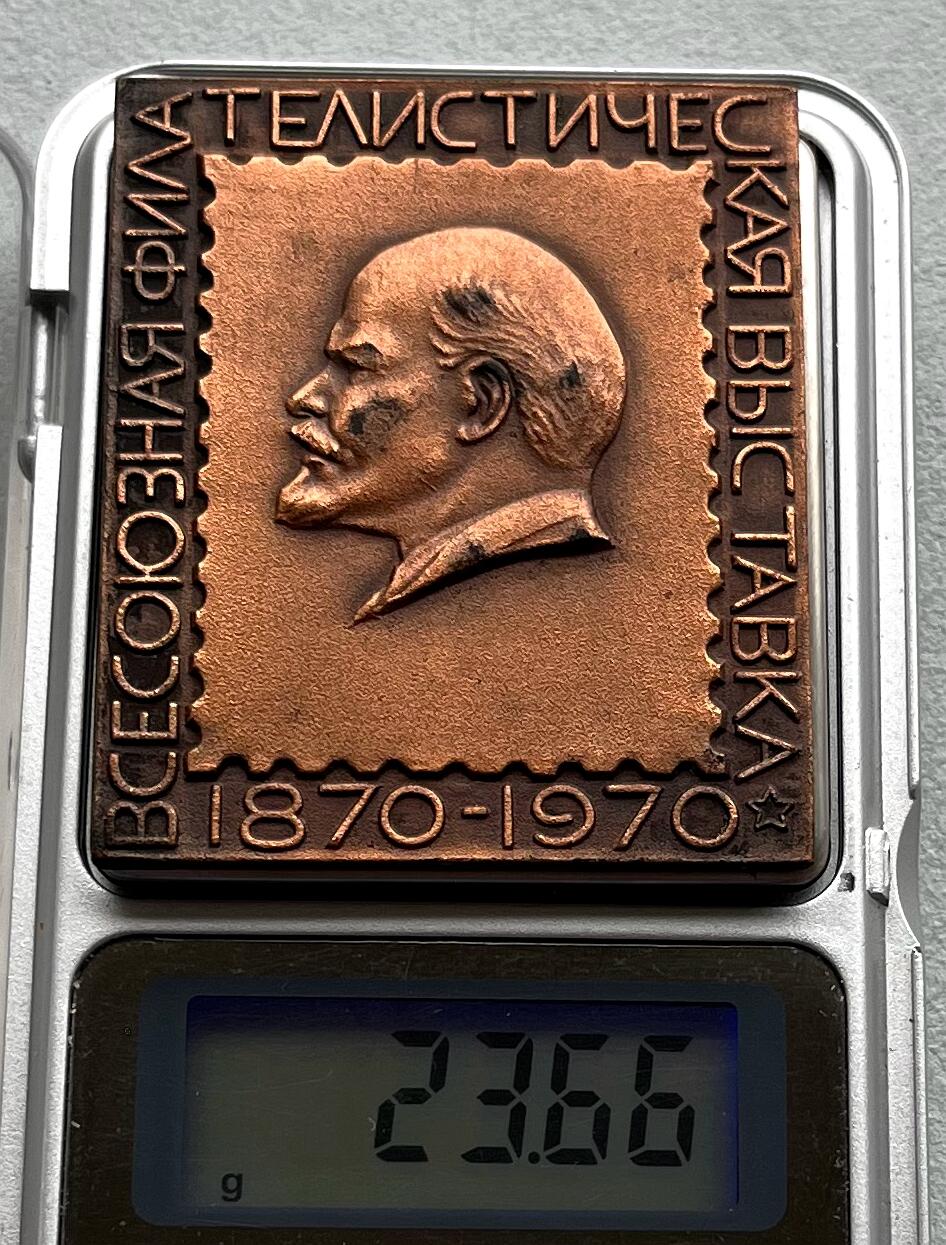 ВСЕСОЮЗНАЯ ФИЛАТЕЛИСТИЧЕСКАЯ ВЫСТАВКА
1870-1970
23.66
g